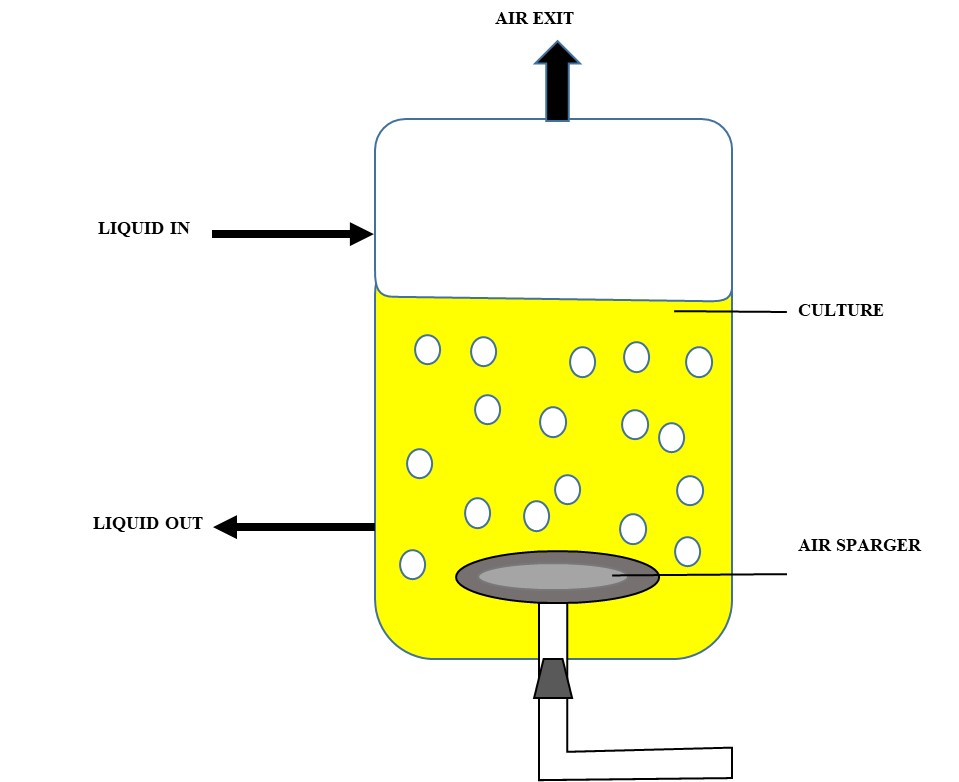 AIR EXIT
LIQUID IN
CULTURE
LIQUID OUT
AIR SPARGER